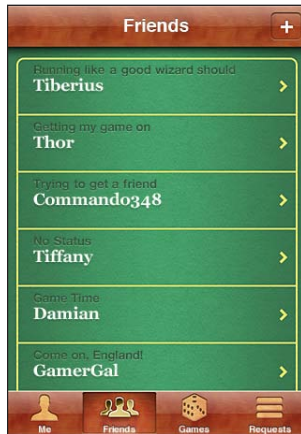 Friends
+
Running like a good wizard should
Tiberius
Getting my game on
Thor
Trying to get a friend
Commando348
No Status
Tiffany
Game Time
Damian
Come on, England!
GamerGal
Me Friends Games Requests